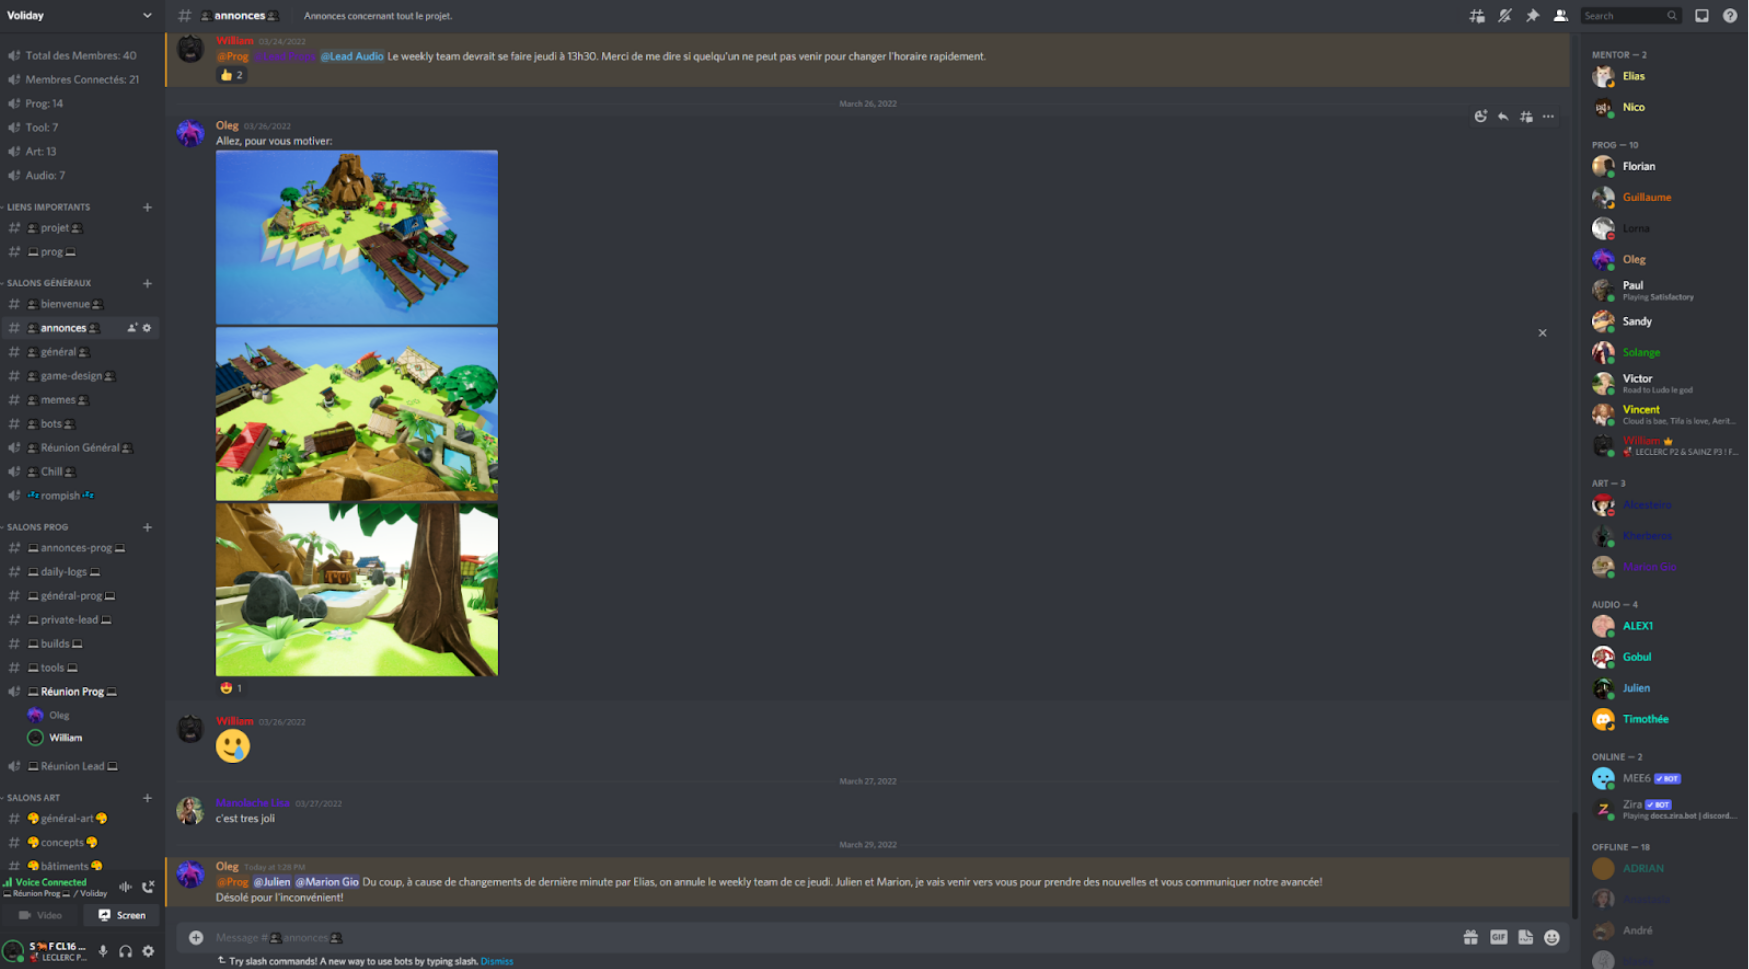 Voliday
Total des Membres: 40
Membres Connectés: 21
Prog: 14
Tool: 7
Art: 13
Audio: 7
LIENS IMPORTANTS
projet
prog
SALONS GÉNÉRAUX
bienvenue
annonces
général
game-design
memes
bots
Réunion Général
Chill
rompish
SALONS PROG
annonces-prog
daily-logs
général-prog
private-lead
builds
tools
Réunion Prog
Oleg
William
Réunion Lead
SALONS ART
général-art
concepts
bâtiments
Voice Connected
Réunion Prog / Voliday
Video
Screen
S F CL16 ...
LECLERC P...
# annonces
Annonces concernant tout le projet.
Search
William 03/24/2022
@Prog @Lead Audio Le weekly team devrait se faire jeudi à 13h30. Merci de me dire si quelqu'un ne peut pas venir pour changer l'horaire rapidement.
2
March 26, 2022
Oleg 03/26/2022
Allez, pour vous motiver:
1
William 03/26/2022
March 27, 2022
03/27/2022
c'est tres joli
March 29, 2022
Oleg Today at 1:28 PM
@Prog @Julien @Marion Gio Du coup, à cause de changements de dernière minute par Elias, on annule le weekly team de ce jeudi. Julien et Marion, je vais venir vers vous pour prendre des nouvelles et vous communiquer notre avancée!
Désolé pour l'inconvénient!
Message # annonces
GIF
Try slash commands! A new way to use bots by typing slash. Dismiss
MENTOR — 2
Elias
Nico
PROG — 10
Florian
Guillaume
Lorna
Oleg
Paul
Playing Satisfactory
Sandy
Solange
Victor
Road to Ludo le god
Vincent
Cloud is bae, Tifa is love, Aerit...
William
LECLERC P2 & SAINZ P3 ! F...
ART — 3
Marion Gio
AUDIO — 4
ALEX1
Gobul
Julien
Timothée
ONLINE — 2
MEE6 BOT
Zira BOT
Playing docs.zira.bot | discord...
OFFLINE — 18
ADRIAN
André